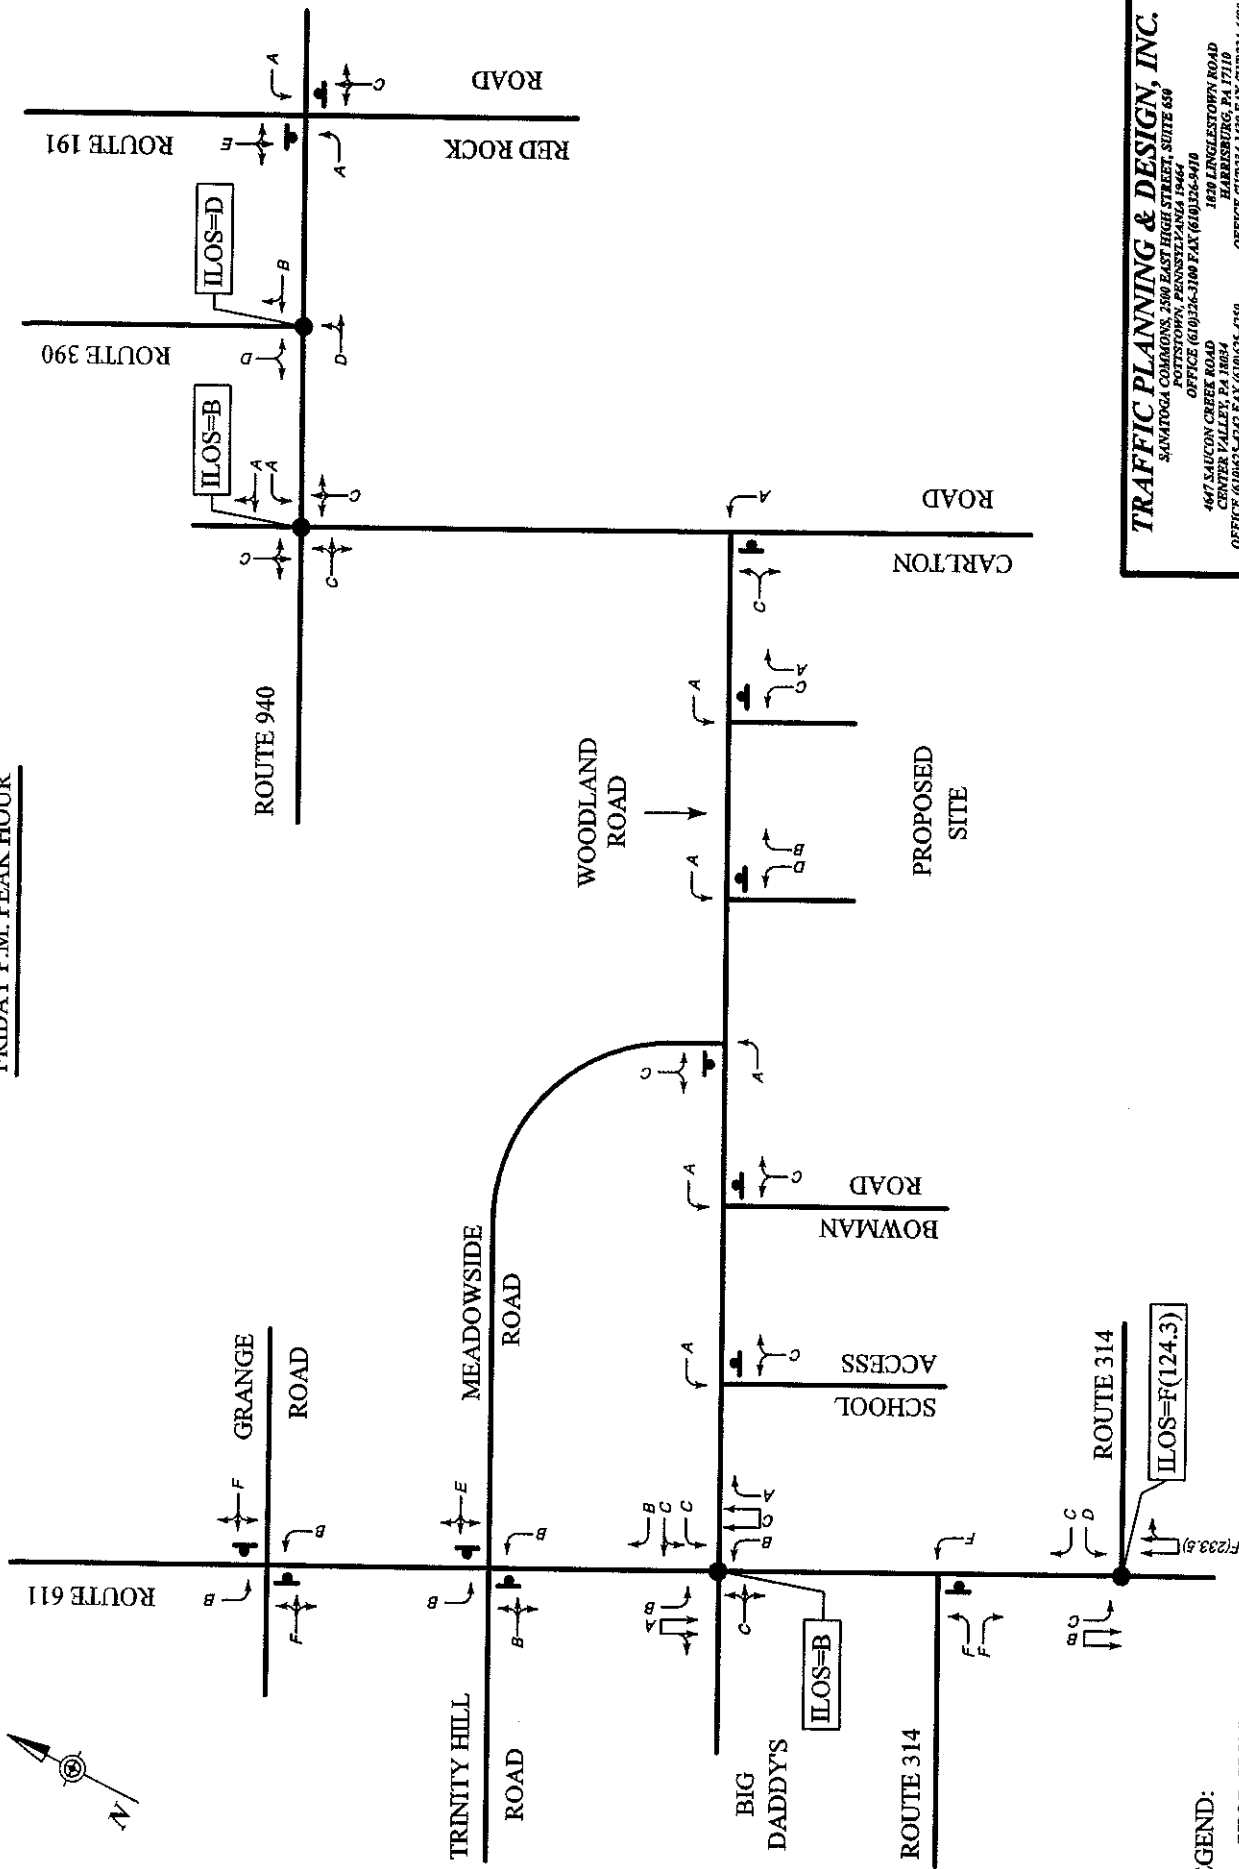 FRIDAY P.M. PEAK HOUR
ROUTE 191
RED ROCK
ROAD
A
A
E
C
ROUTE 390
ILOS=D
B
D
D
ILOS=B
A
A
C
C
C
ROUTE 940
CARLTON
ROAD
A
C
WOODLAND
ROAD
A
A
C
A
B
D
PROPOSED
SITE
C
A
BOWMAN
ROAD
A
C
SCHOOL
ACCESS
A
C
MEADOWSIDE
ROAD
GRANGE
ROAD
ROUTE 611
F
B
B
F
TRINITY HILL
ROAD
E
B
B
B
BIG
DADDY'S
ILOS=B
B
C
C
A
C
B
B
A
C
ROUTE 314
F
F
F
ROUTE 314
ILOS=F(124.3)
C
D
F(233.8)
C
B
N
TRAFFIC PLANNING & DESIGN, INC.
SANATOGA COMMONS, 2500 EAST HIGH STREET, SUITE 650
POTTSTOWN, PENNSYLVANIA 19464
OFFICE (610)326-3100 FAX (610)326-9410
4647 SAUCON CREEK ROAD
CENTER VALLEY, PA 18034
1820 LINGLESTOWN ROAD
HARRISBURG, PA 17110